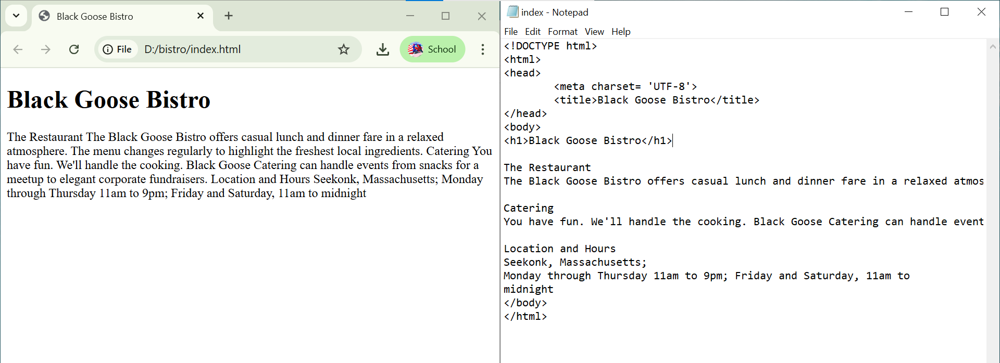 Black Goose Bistro
File
D:/bistro/index.html
School
Black Goose Bistro
The Restaurant The Black Goose Bistro offers casual lunch and dinner fare in a relaxed
atmosphere. The menu changes regularly to highlight the freshest local ingredients. Catering You
have fun. We'll handle the cooking. Black Goose Catering can handle events from snacks for a
meetup to elegant corporate fundraisers. Location and Hours Seekonk, Massachusetts; Monday
through Thursday 11am to 9pm; Friday and Saturday, 11am to midnight
index - Notepad
File Edit Format View Help
<!DOCTYPE html>
<html>
<head>
<meta charset= 'UTF-8'>
<title>Black Goose Bistro</title>
</head>
<body>
<h1>Black Goose Bistro</h1>
The Restaurant
The Black Goose Bistro offers casual lunch and dinner fare in a relaxed atmos
Catering
You have fun. We'll handle the cooking. Black Goose Catering can handle event
Location and Hours
Seekonk, Massachusetts;
Monday through Thursday 11am to 9pm; Friday and Saturday, 11am to
midnight
</body>
</html>